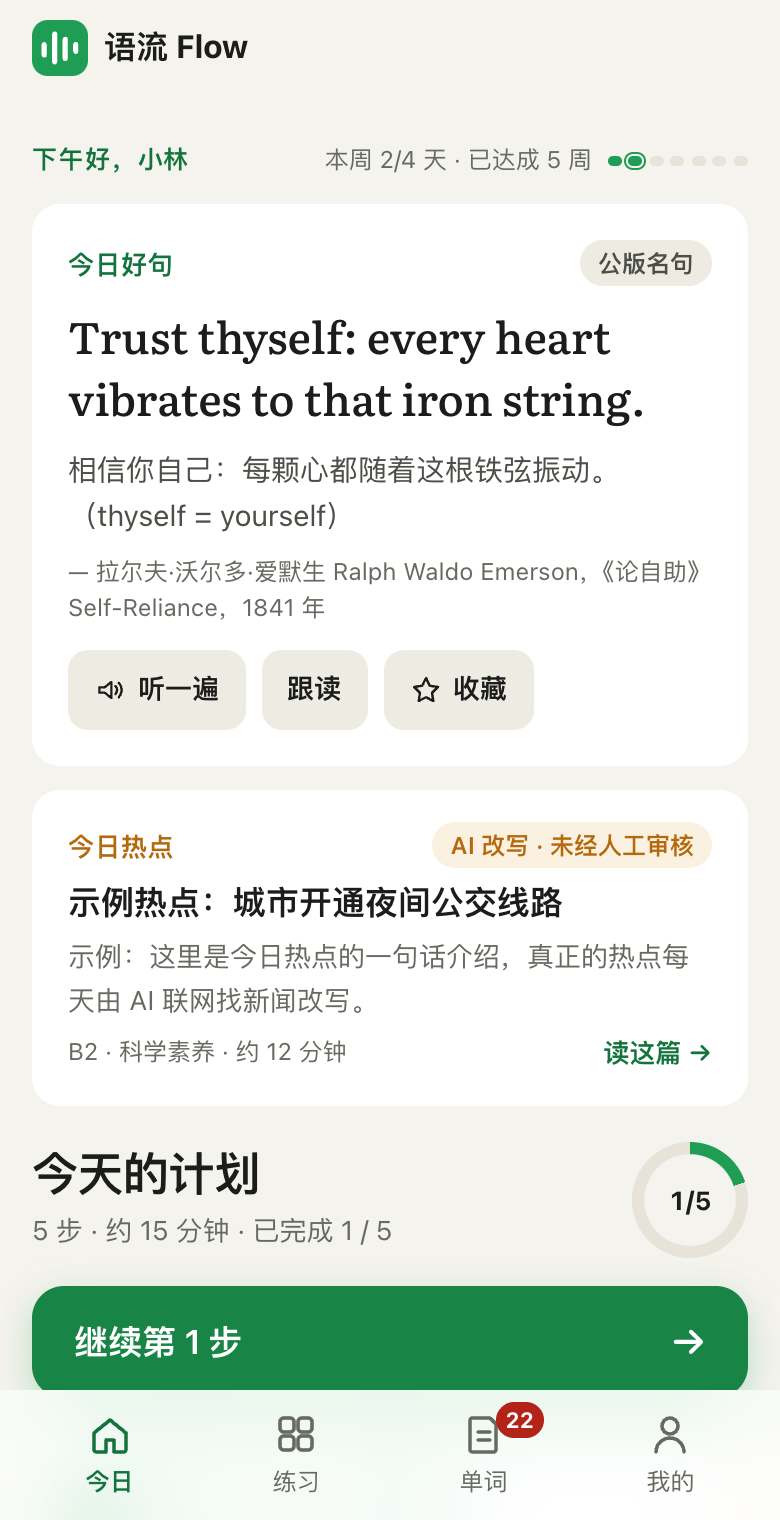 语流 Flow
下午好，小林
本周 2/4 天 · 已达成 5 周
今日好句
公版名句
Trust thyself: every heart
vibrates to that iron string.
相信你自己：每颗心都随着这根铁弦振动。
（thyself = yourself）
— 拉尔夫·沃尔多·爱默生 Ralph Waldo Emerson，《论自助》
Self-Reliance，1841 年
听一遍
跟读
收藏
今日热点
AI 改写 · 未经人工审核
示例热点：城市开通夜间公交线路
示例：这里是今日热点的一句话介绍，真正的热点每
天由 AI 联网找新闻改写。
B2 · 科学素养 · 约 12 分钟
读这篇 →
今天的计划
5 步 · 约 15 分钟 · 已完成 1 / 5
1/5
继续第 1 步
22
今日
练习
单词
我的